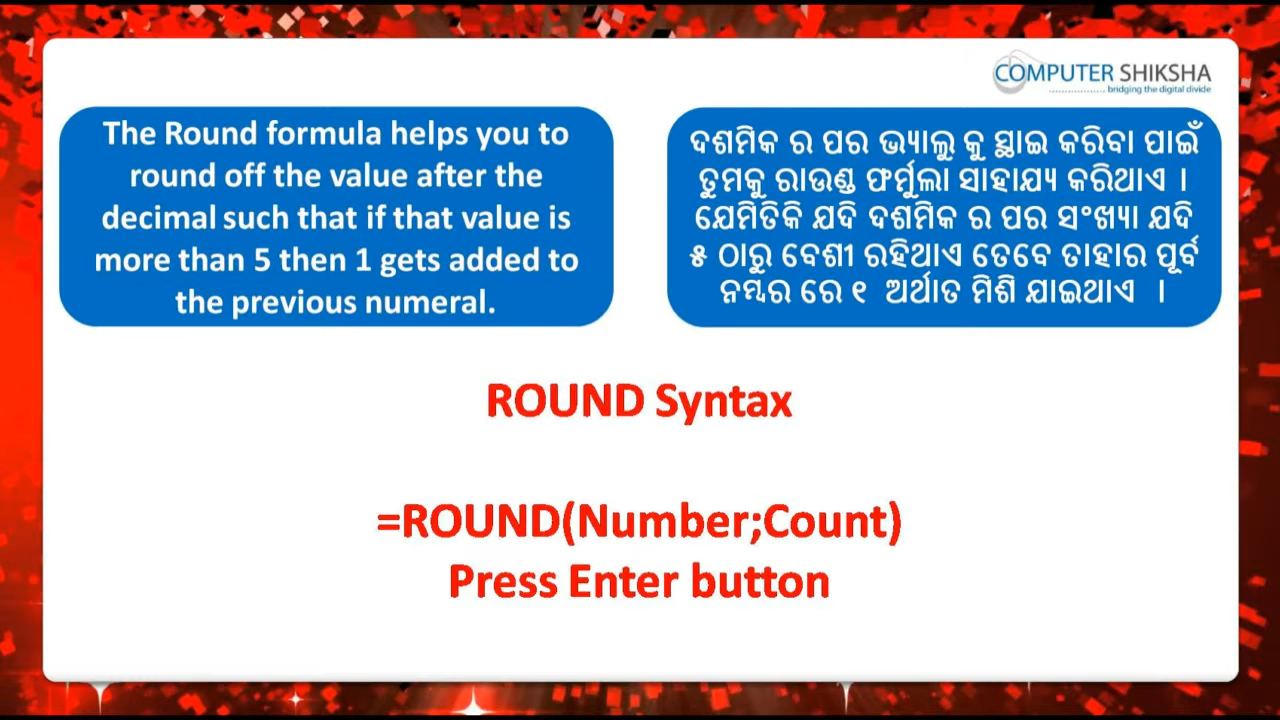 COMPUTER SHIKSHA
bridging the digital divide
The Round formula helps you to
round off the value after the
decimal such that if that value is
more than 5 then 1 gets added to
the previous numeral.
ଦଶମିକ ର ପର ଭ୍ୟାଲୁ କୁ ସ୍ଥାଇ କରିବା ପାଇଁ
ତୁମକୁ ରାଉଣ୍ଡ ଫର୍ମୁଲା ସାହାଯ୍ୟ କରିଥାଏ ।
ଯେମିତିକି ଯଦି ଦଶମିକ ର ପର ସଂଖ୍ୟା ଯଦି
୫ ଠାରୁ ବେଶୀ ରହିଥାଏ ତେବେ ତାହାର ପୂର୍ବ
ନମ୍ବର ରେ ୧ ଅର୍ଥାତ ମିଶି ଯାଇଥାଏ ।
ROUND Syntax
=ROUND(Number;Count)
Press Enter button